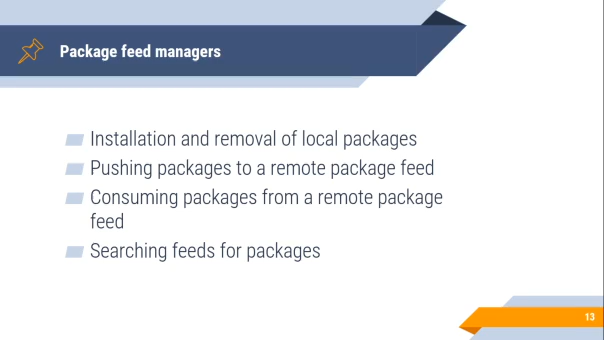 Package feed managers
Installation and removal of local packages
Pushing packages to a remote package feed
Consuming packages from a remote package
feed
Searching feeds for packages
13